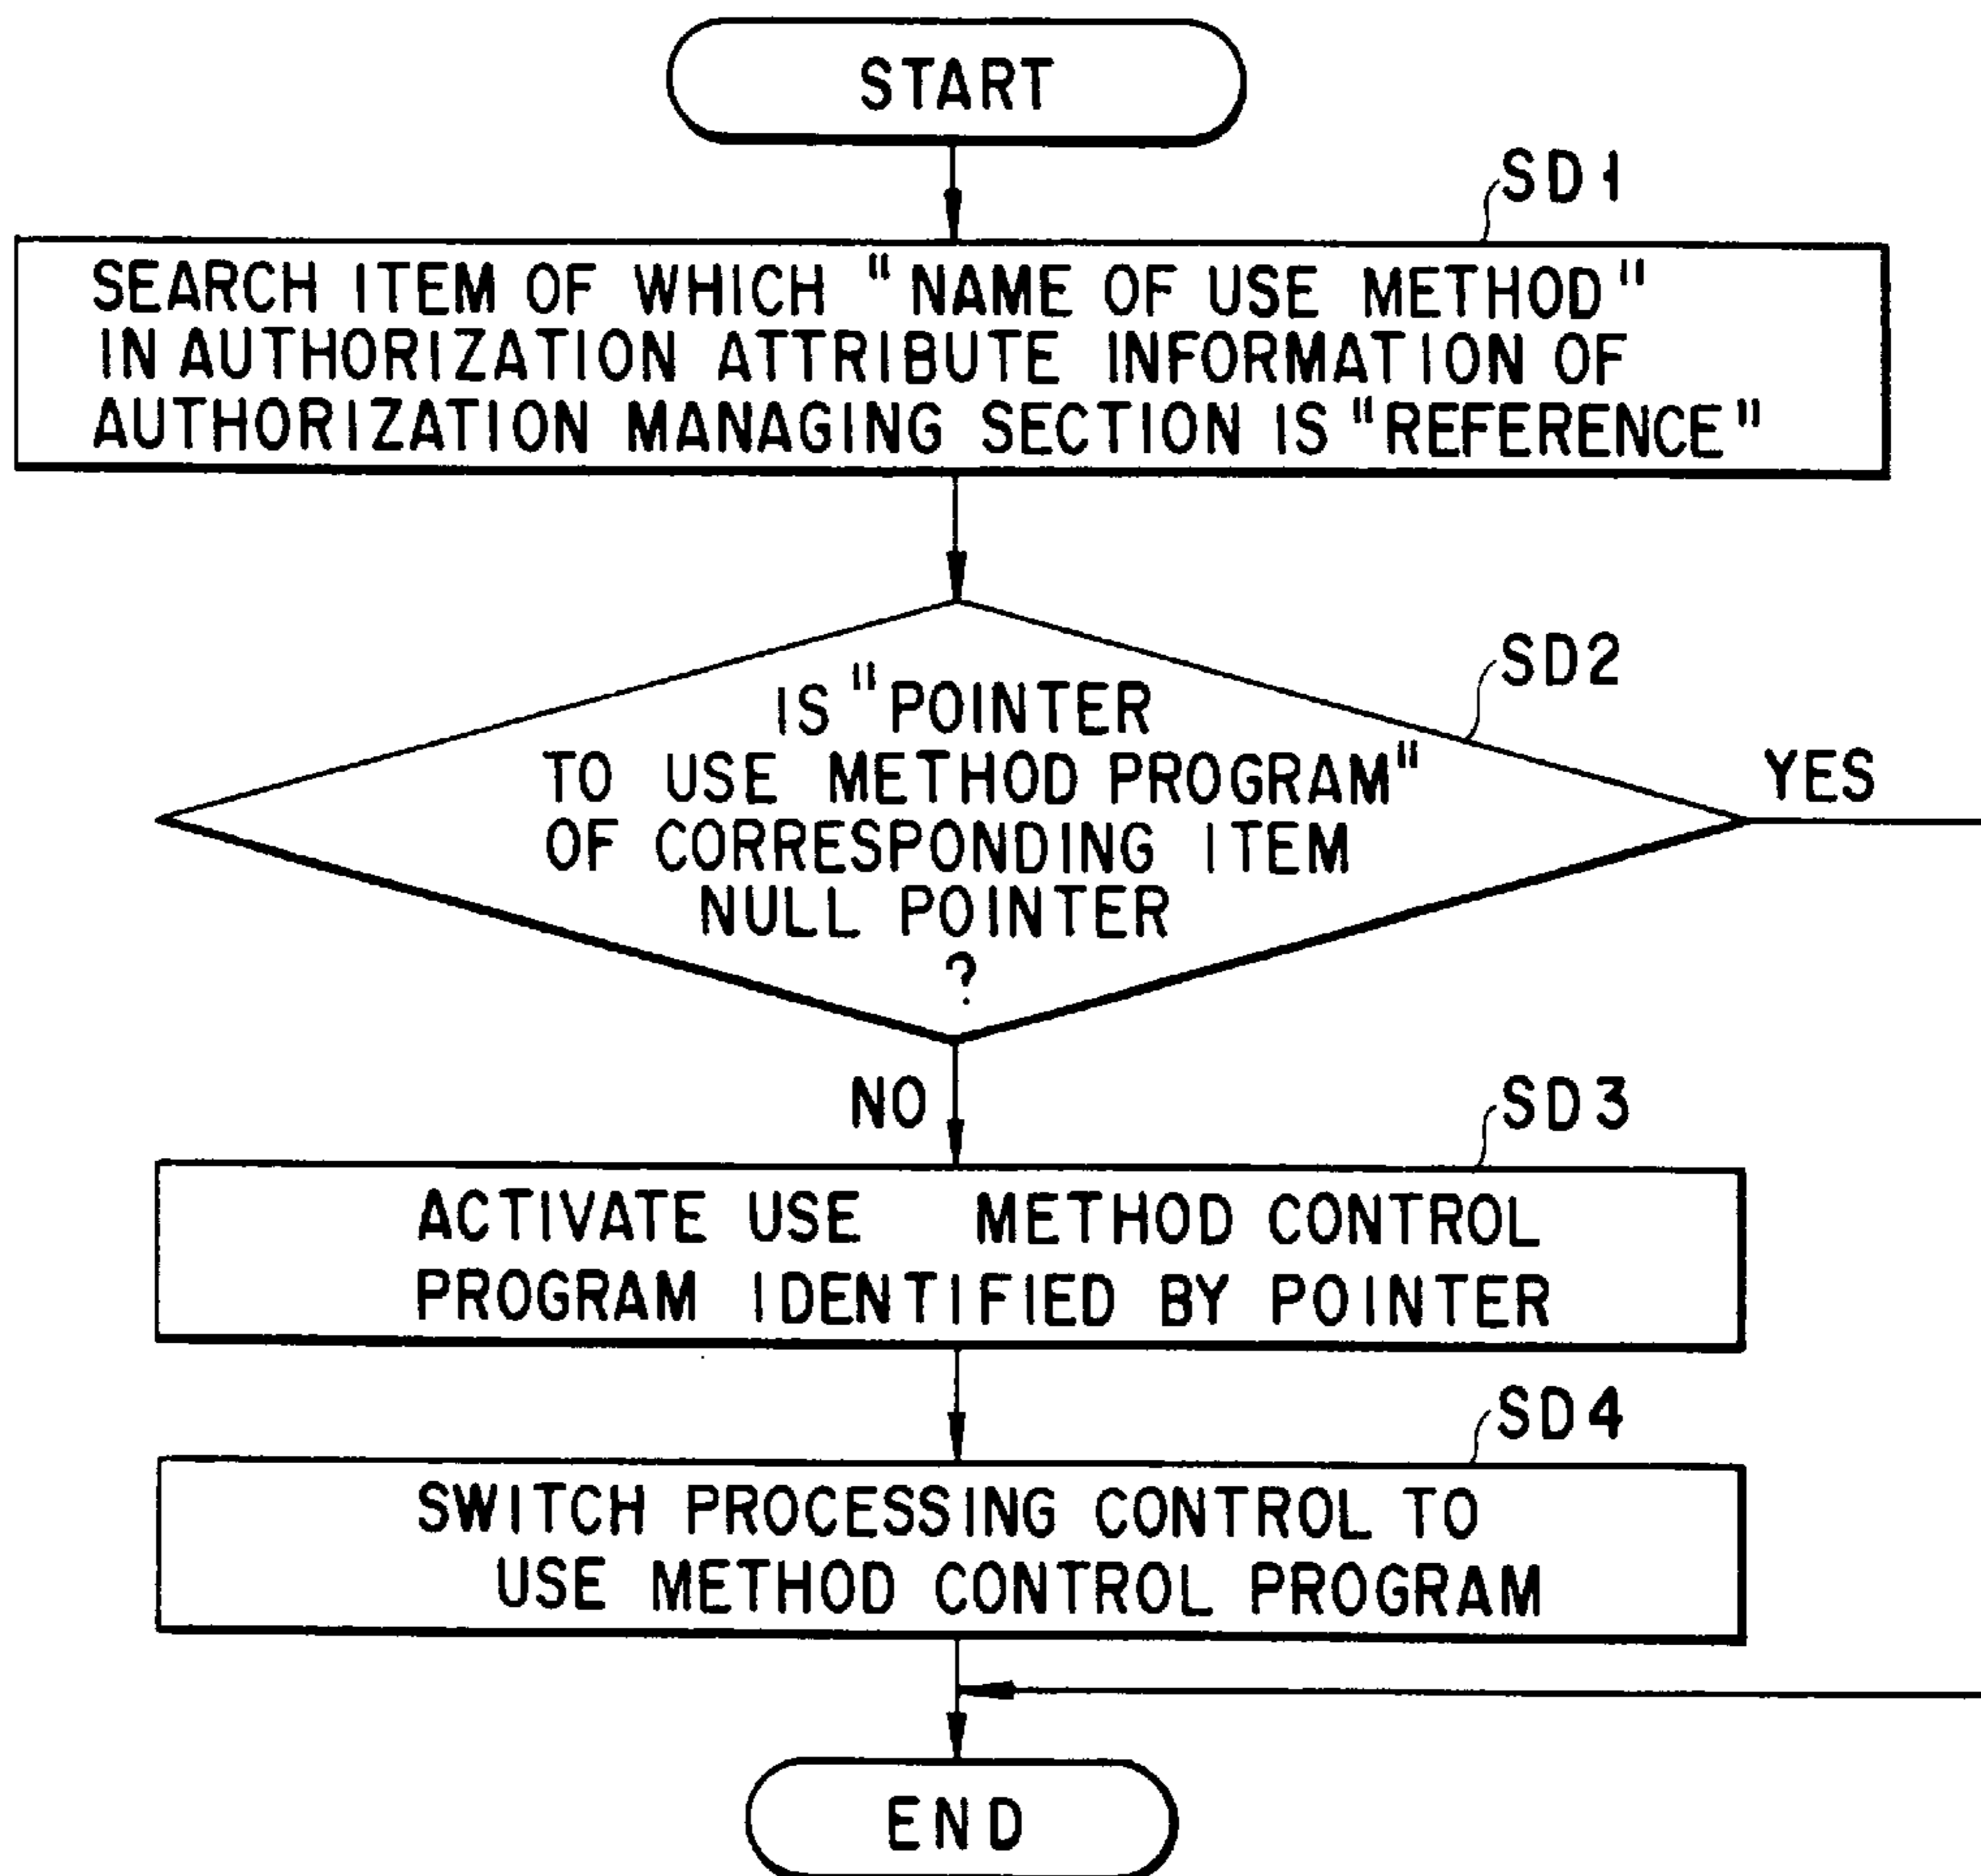 START
SD1
SEARCH ITEM OF WHICH "NAME OF USE METHOD"
IN AUTHORIZATION ATTRIBUTE INFORMATION OF
AUTHORIZATION MANAGING SECTION IS "REFERENCE"
SD2
IS "POINTER
TO USE METHOD PROGRAM"
OF CORRESPONDING ITEM
NULL POINTER
?
YES
NO
SD3
ACTIVATE USE METHOD CONTROL
PROGRAM IDENTIFIED BY POINTER
SD4
SWITCH PROCESSING CONTROL TO
USE METHOD CONTROL PROGRAM
END